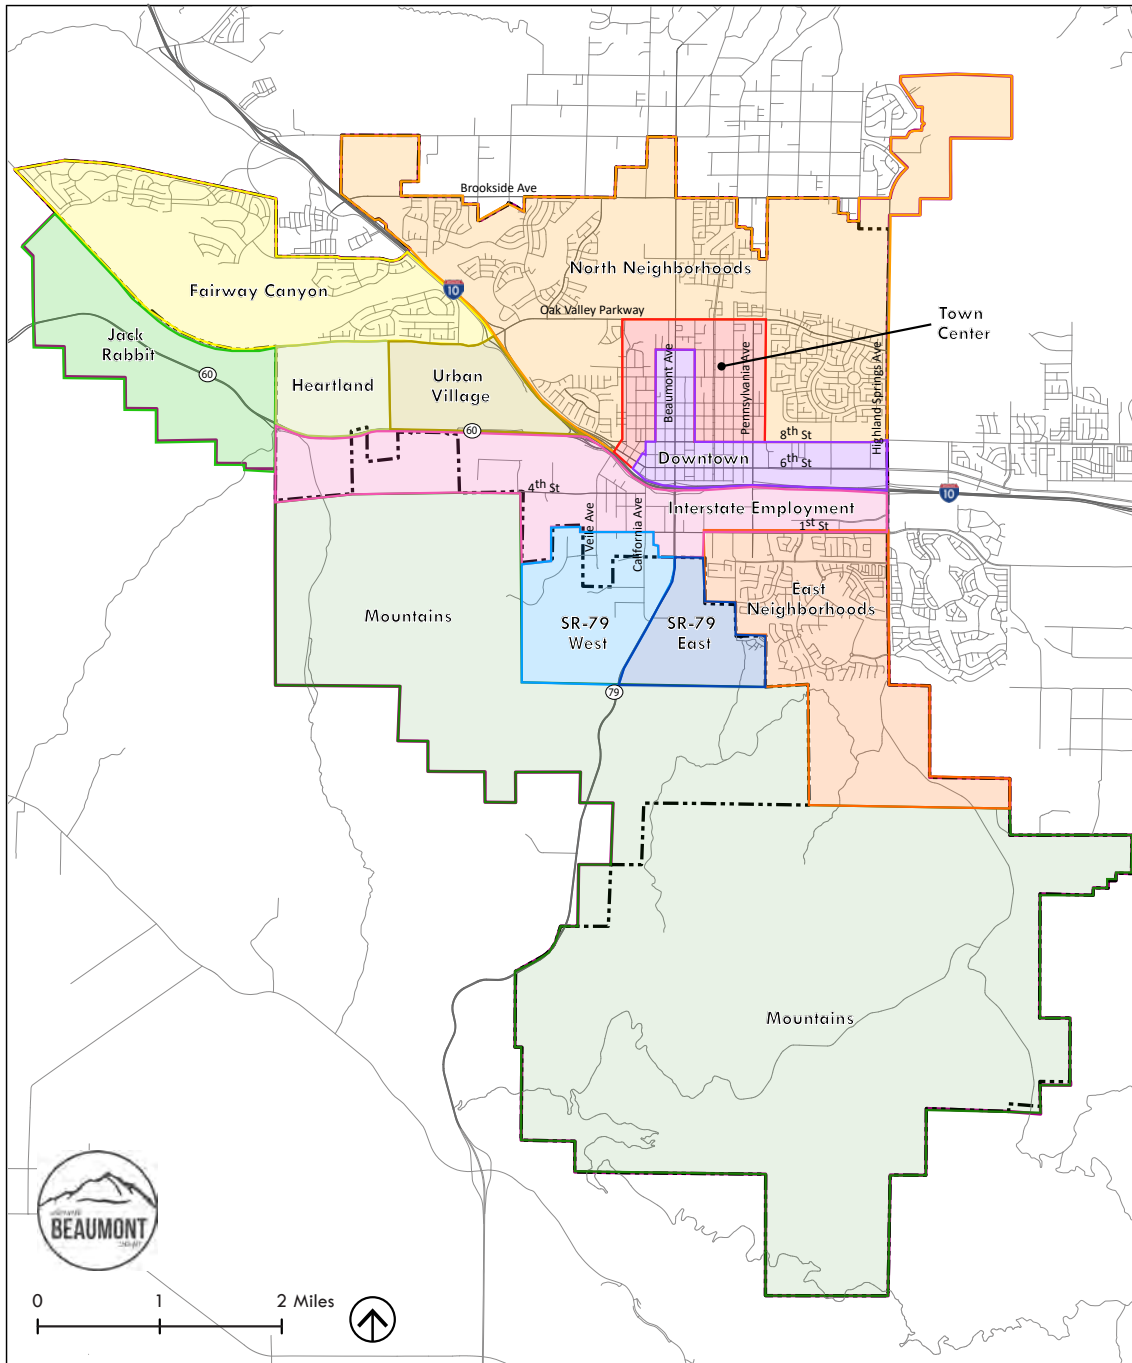 Brookside Ave
North Neighborhoods
10
Fairway Canyon
Oak Valley Parkway
Town
Center
Jack
Rabbit
60
Heartland
Urban
Village
Beaumont Ave
Pennsylvania Ave
Highland Springs Ave
60
8th St
Downtown
6th St
4th St
10
Interstate Employment
Veile Ave
California Ave
1st St
Mountains
SR-79
West
SR-79
East
East
Neighborhoods
79
Mountains
BEAUMONT
0 1 2 Miles